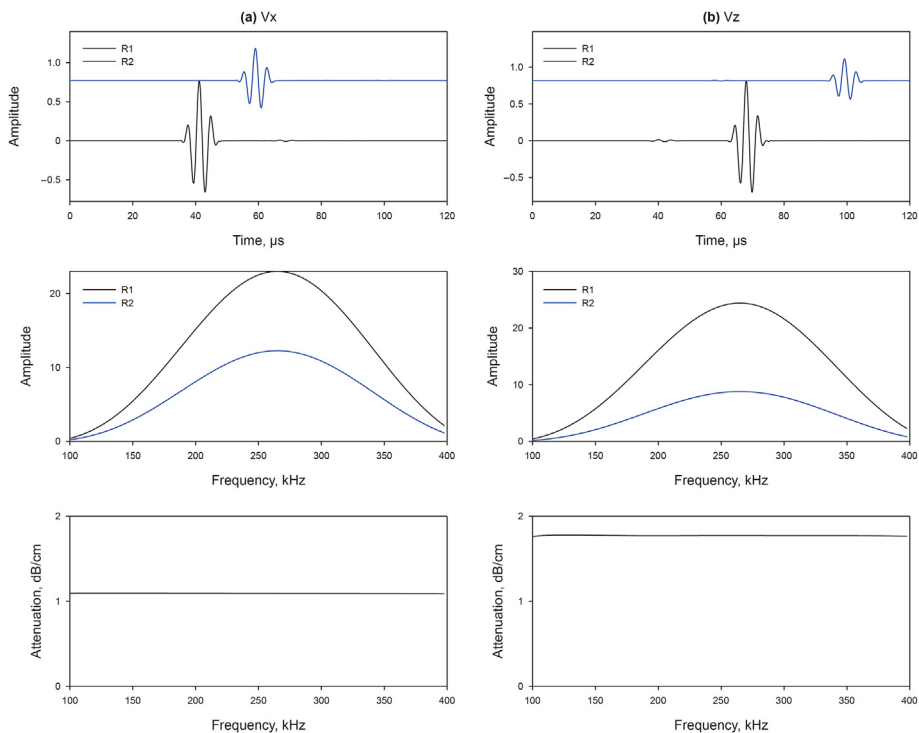 (a) Vx
R1
R2
1.0
0.5
0
−0.5
Amplitude
0 20 40 60 80 100 120
Time, µs
(b) Vz
R1
R2
1.0
0.5
0
−0.5
Amplitude
0 20 40 60 80 100 120
Time, µs
R1
R2
20
10
0
Amplitude
100 150 200 250 300 350 400
Frequency, kHz
R1
R2
30
20
10
0
Amplitude
100 150 200 250 300 350 400
Frequency, kHz
2
1
0
Attenuation, dB/cm
100 150 200 250 300 350 400
Frequency, kHz
2
1
0
Attenuation, dB/cm
100 150 200 250 300 350 400
Frequency, kHz